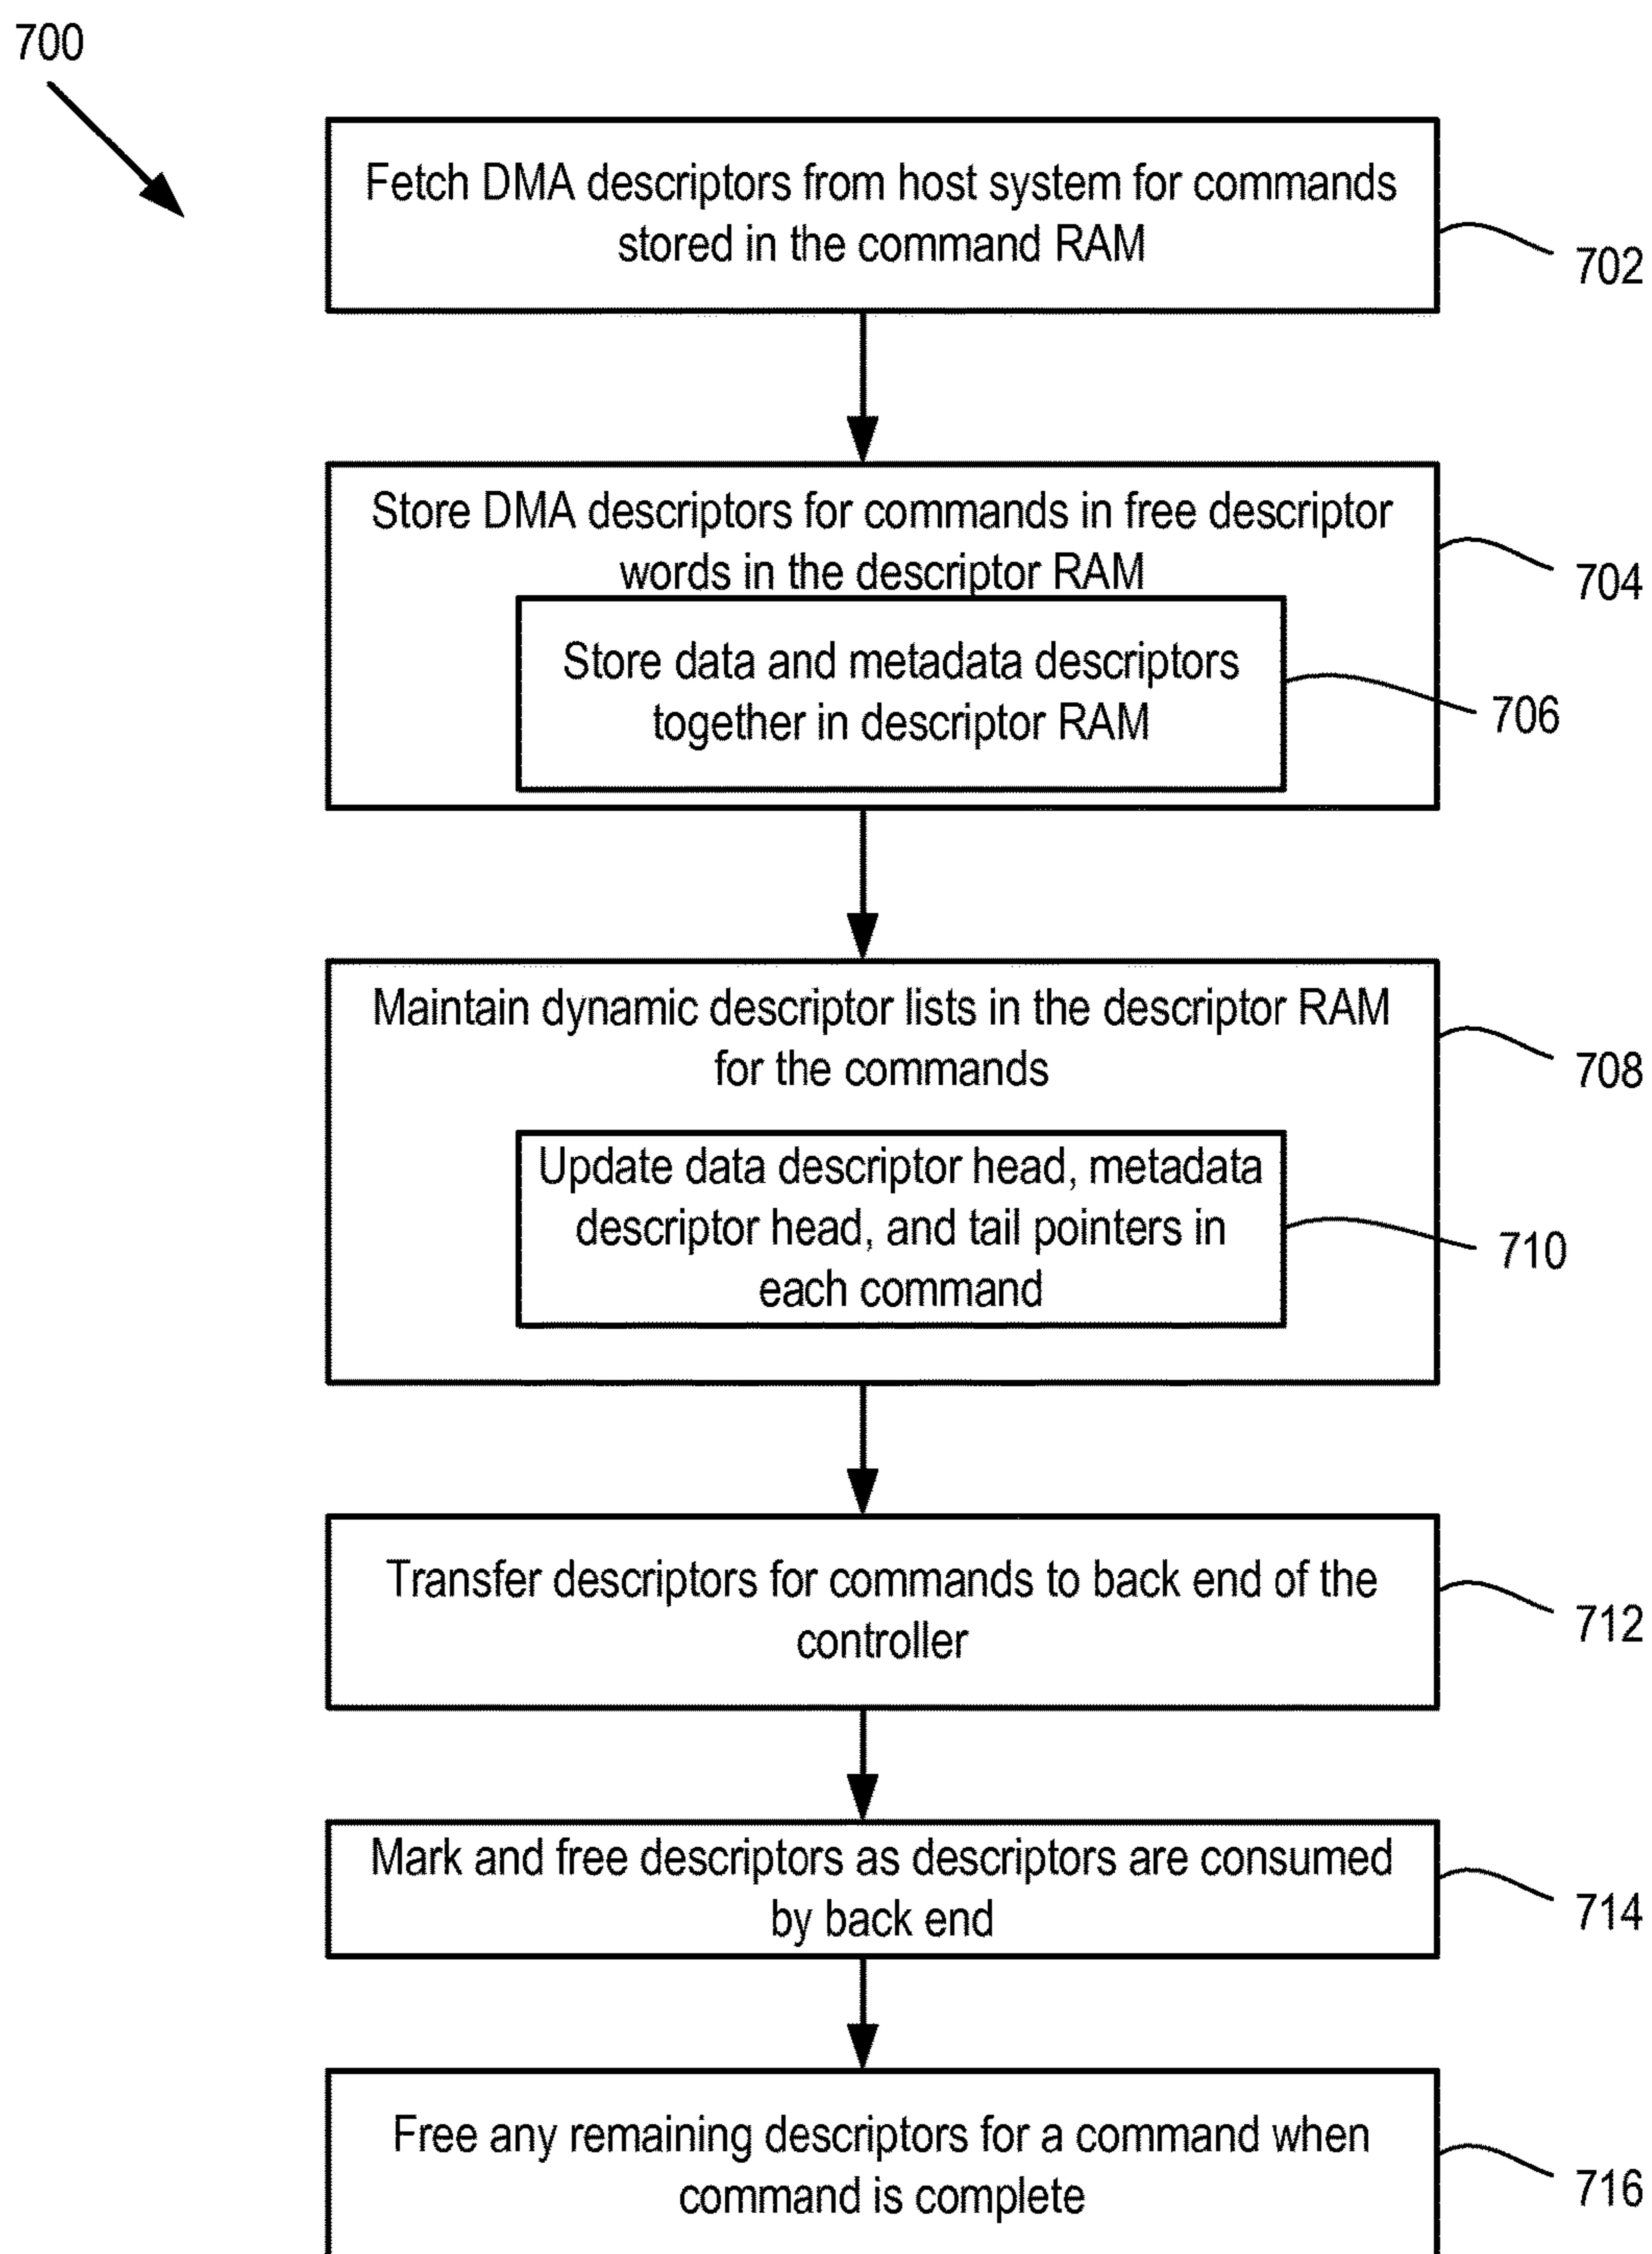 700
Fetch DMA descriptors from host system for commands
stored in the command RAM
702
Store DMA descriptors for commands in free descriptor
words in the descriptor RAM
704
Store data and metadata descriptors
together in descriptor RAM
706
Maintain dynamic descriptor lists in the descriptor RAM
for the commands
708
Update data descriptor head, metadata
descriptor head, and tail pointers in
each command
710
Transfer descriptors for commands to back end of the
controller
712
Mark and free descriptors as descriptors are consumed
by back end
714
Free any remaining descriptors for a command when
command is complete
716